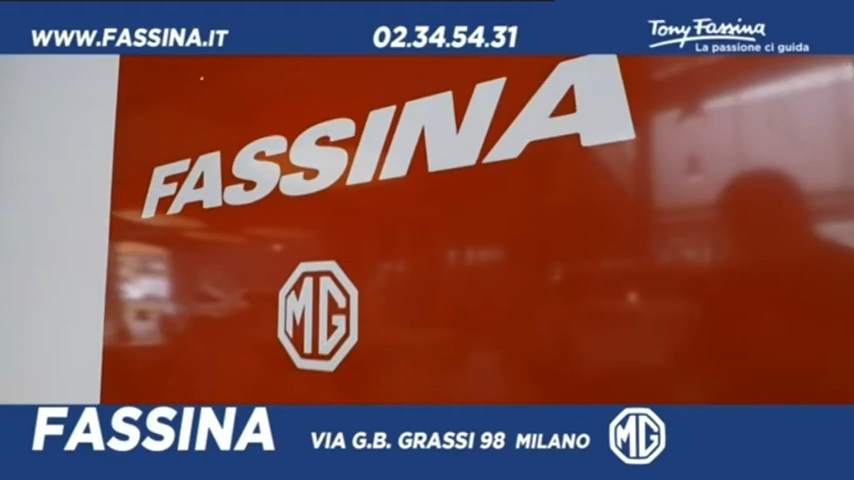 WWW.FASSINA.IT
02.34.54.31
Tony Fassina
La passione ci guida
FASSINA
MG
FASSINA
VIA G.B. GRASSI 98 MILANO
MG